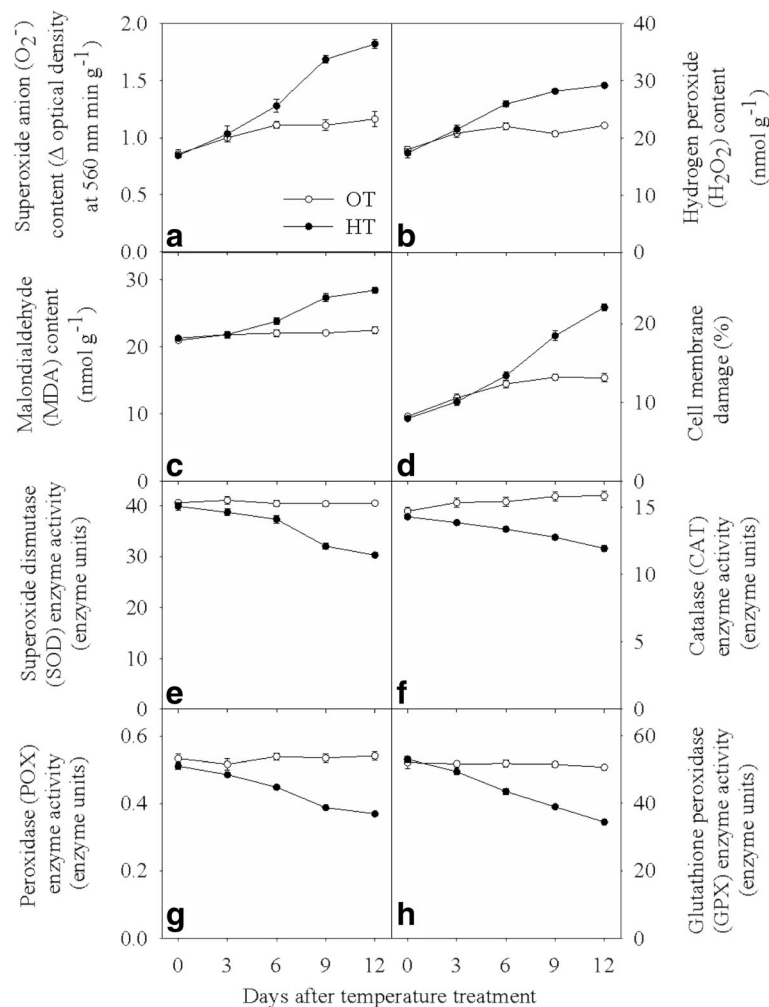 Superoxide anion (O2-)
content (Δ optical density
at 560 nm min g-1)
2.0
1.5
1.0
0.5
0.0
a
OT
HT
b
40
30
20
10
0
Hydrogen peroxide
(H2O2) content
(nmol g-1)
Malondialdehyde
(MDA) content
(nmol g-1)
30
20
10
0
c
d
20
10
0
Cell membrane
damage (%)
Superoxide dismutase
(SOD) enzyme activity
(enzyme units)
40
30
20
10
0
e
f
15
10
5
0
Catalase (CAT)
enzyme activity
(enzyme units)
Peroxidase (POX)
enzyme activity
(enzyme units)
0.6
0.4
0.2
0.0
g
h
60
40
20
0
Glutathione peroxidase
(GPX) enzyme activity
(enzyme units)
0 3 6 9 12 0 3 6 9 12
Days after temperature treatment